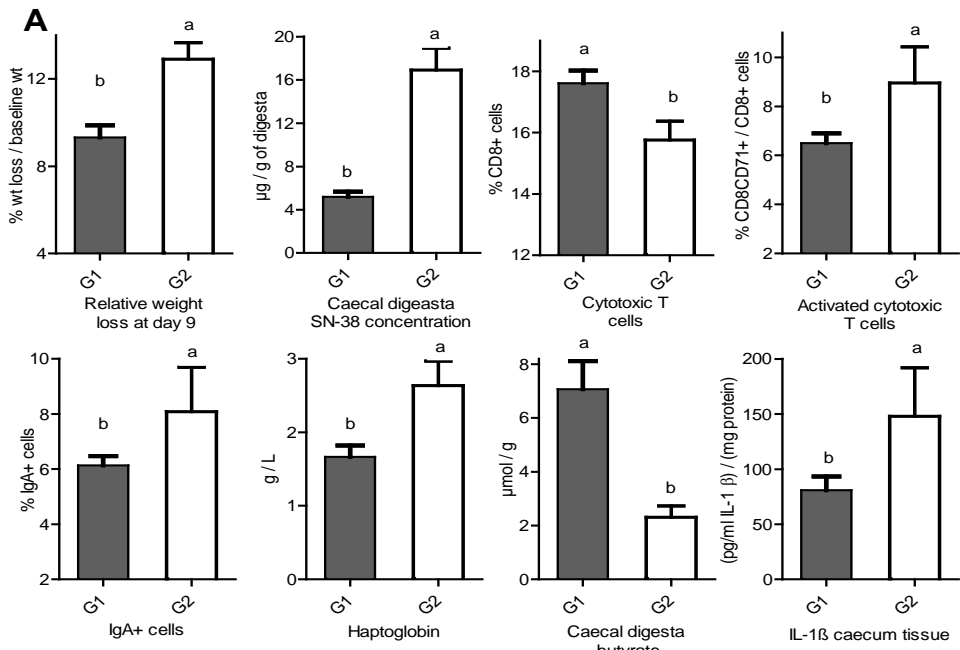 A
% wt loss / baseline wt
12
9
4
b
a
G1
G2
Relative weight
loss at day 9
µg / g of digesta
20
16
12
8
4
0
b
a
G1
G2
Caecal digeasta
SN-38 concentration
% CD8+ cells
18
16
14
12
a
b
G1
G2
Cytotoxic T
cells
% CD8CD71+ / CD8+ cells
10
8
6
4
2
b
a
G1
G2
Activated cytotoxic
T cells
% IgA+ cells
10
8
6
4
2
b
a
G1
G2
IgA+ cells
g / L
3
2
1
0
b
a
G1
G2
Haptoglobin
µmol / g
8
6
4
2
0
a
b
G1
G2
Caecal digesta
butyrate
(pg/ml IL-1 β) / (mg protein)
200
150
100
50
0
b
a
G1
G2
IL-1ß caecum tissue